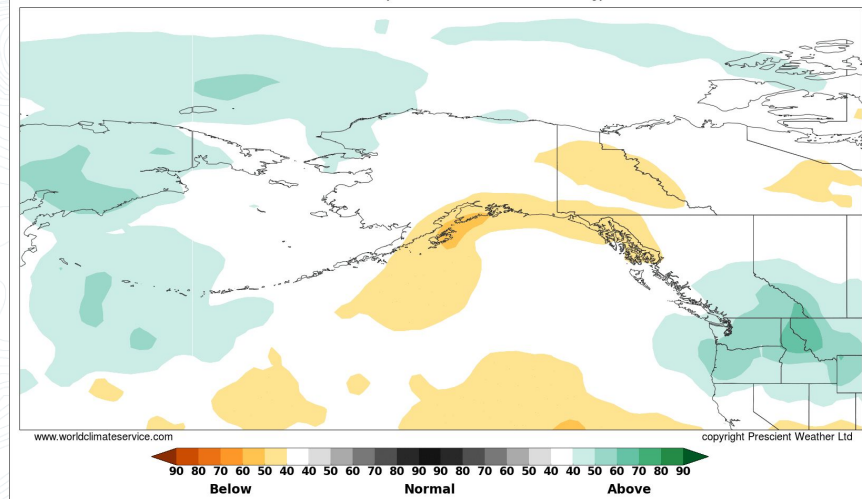 www.worldclimateservice.com
copyright Prescient Weather Ltd
90 80 70 60 50 40 40 50 60 70 80 90 90 80 70 60 50 40 40 50 60 70 80 90
Below Normal Above